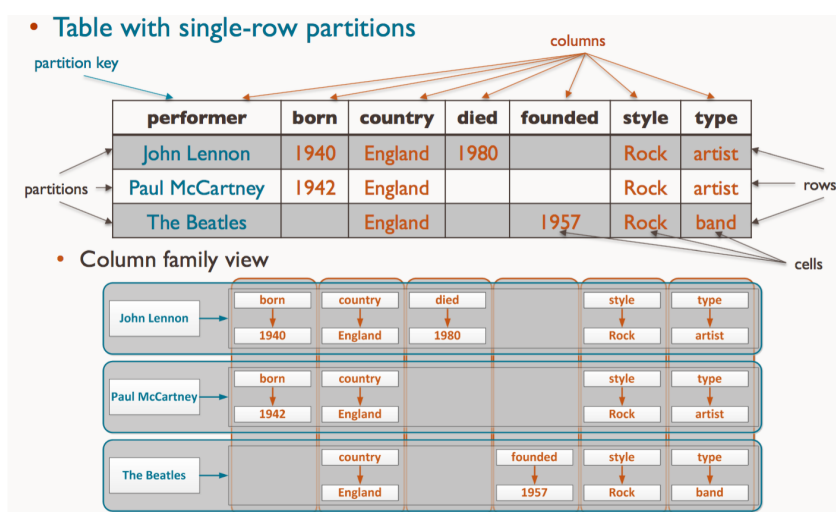 • Table with single-row partitions
columns
partition key
performer born country died founded style type
John Lennon 1940 England 1980 Rock artist
partitions Paul McCartney 1942 England Rock artist rows
The Beatles England 1957 Rock band
• Column family view
cells
born country died style type
John Lennon
1940 England 1980 Rock artist
born country style type
Paul McCartney
1942 England Rock artist
country founded style type
The Beatles
England 1957 Rock band